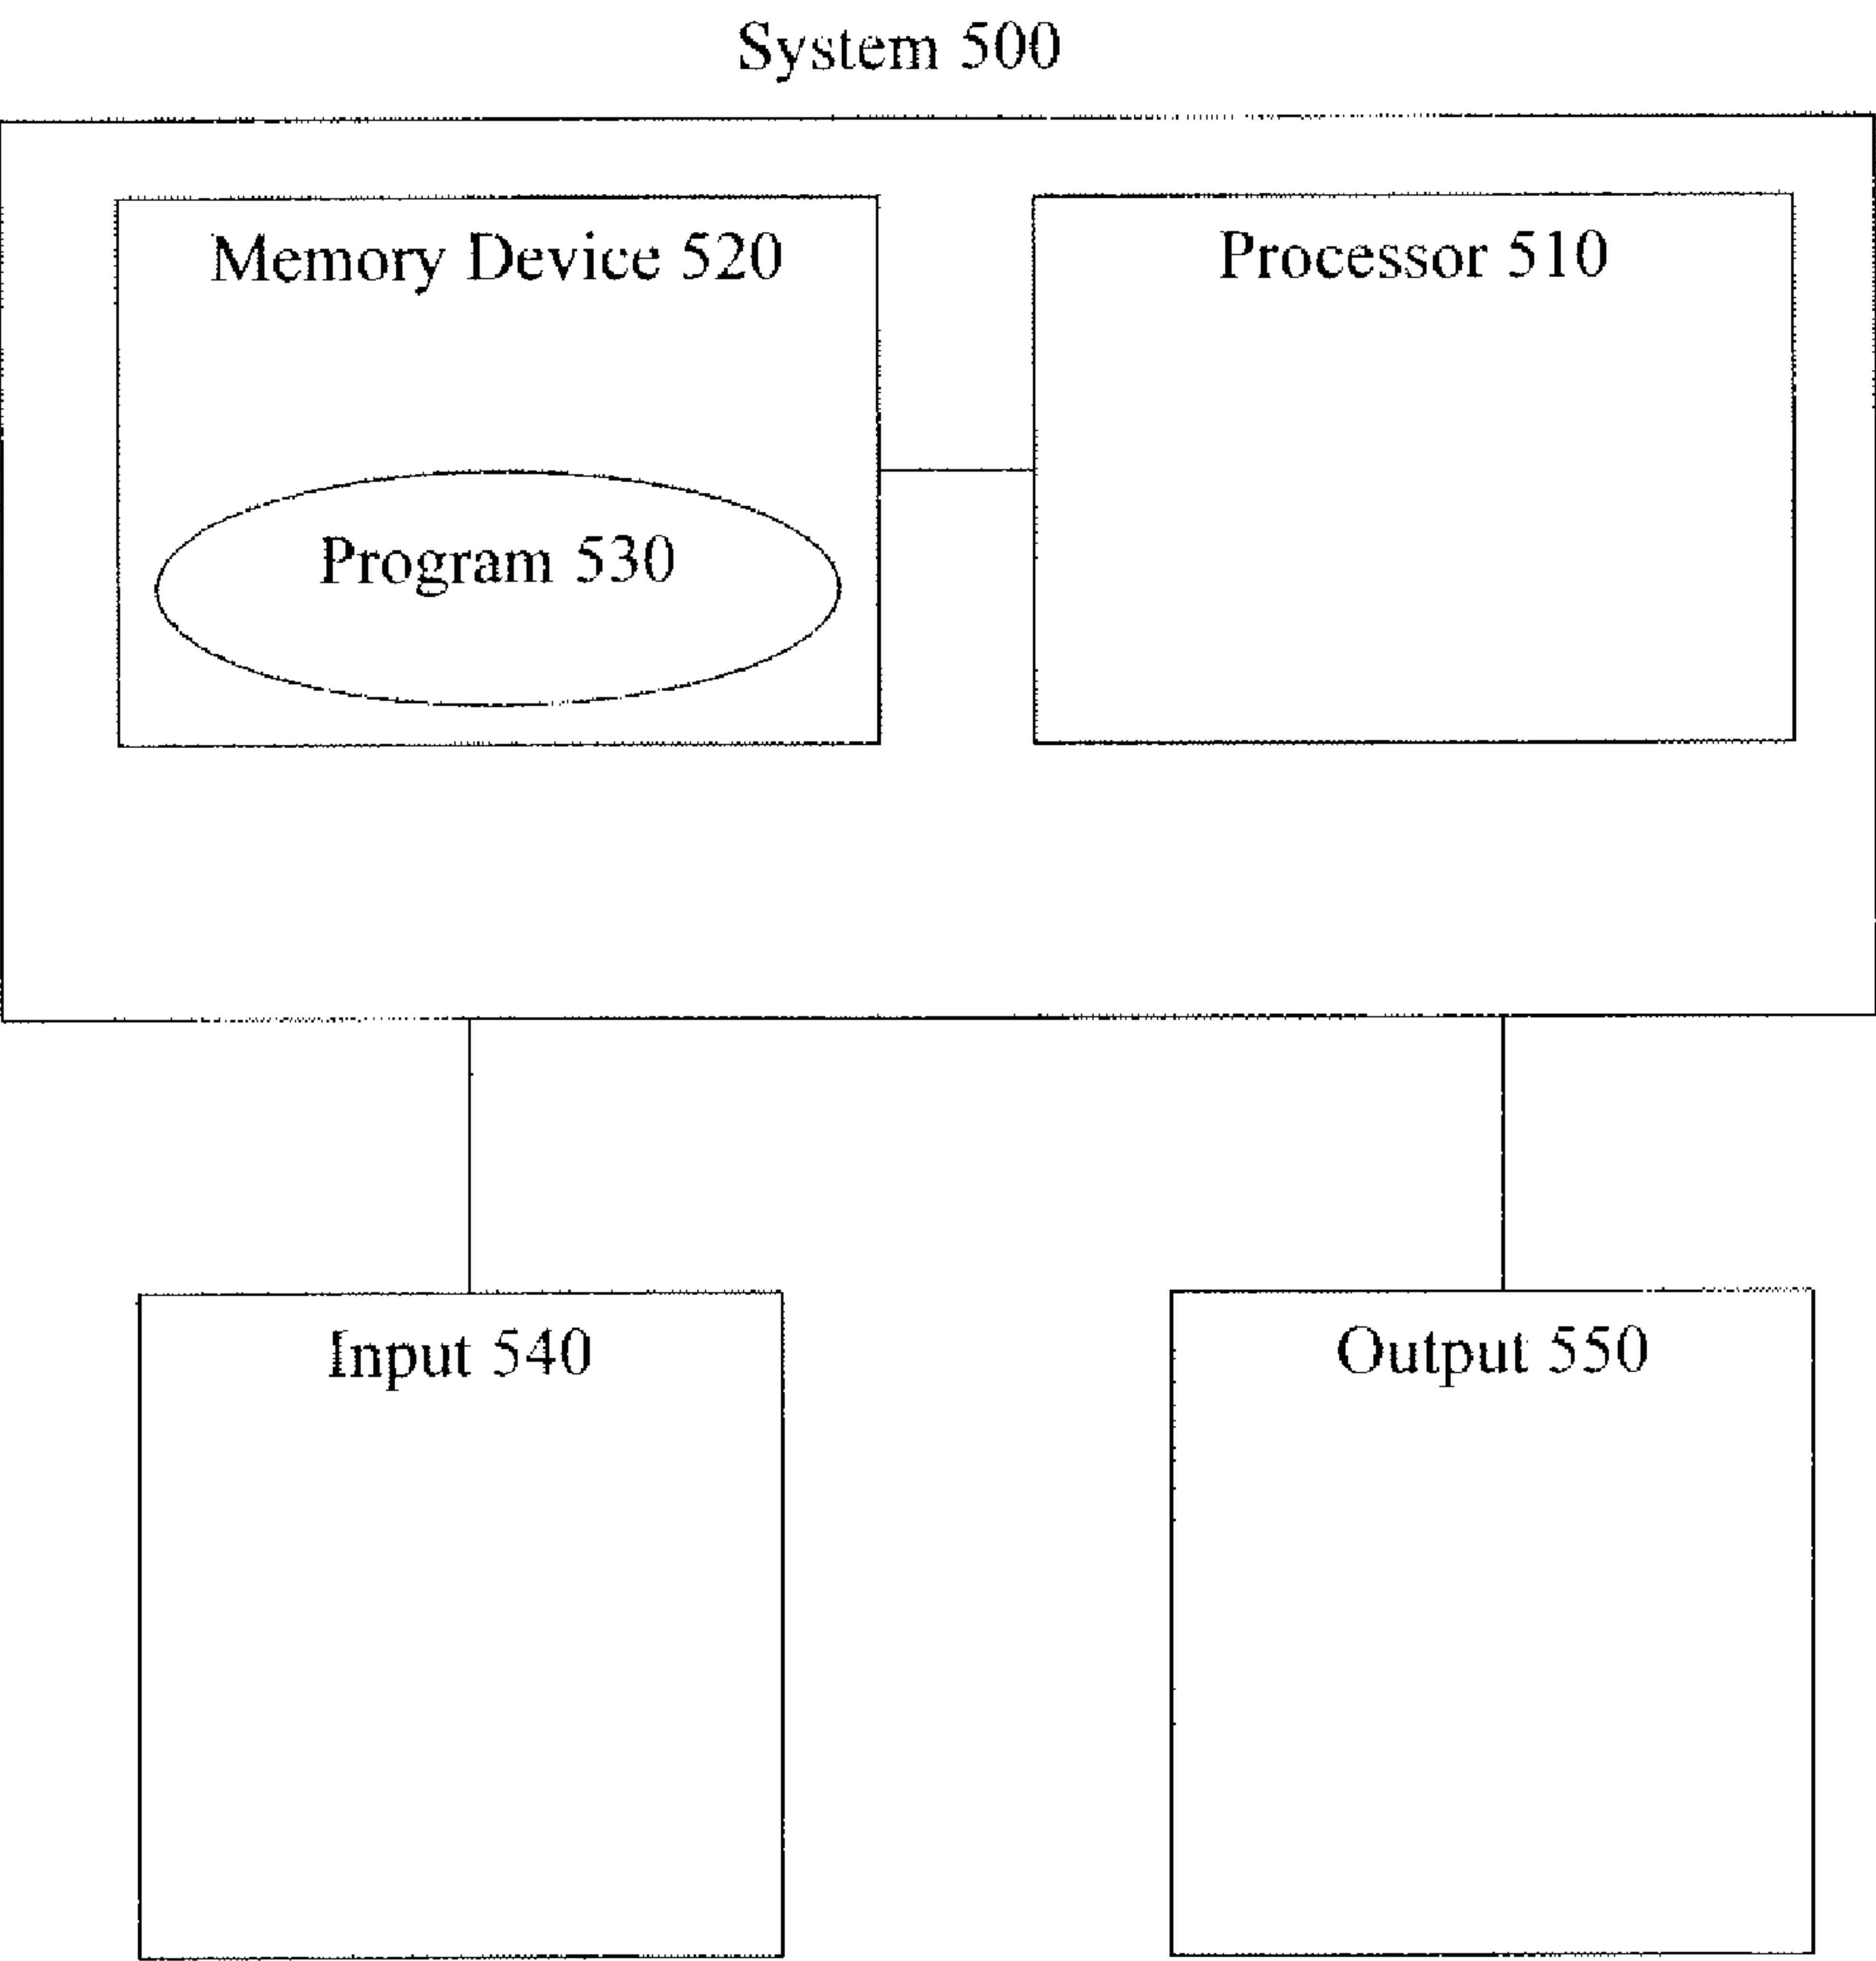 System 500
Memory Device 520
Processor 510
Program 530
Input 540
Output 550